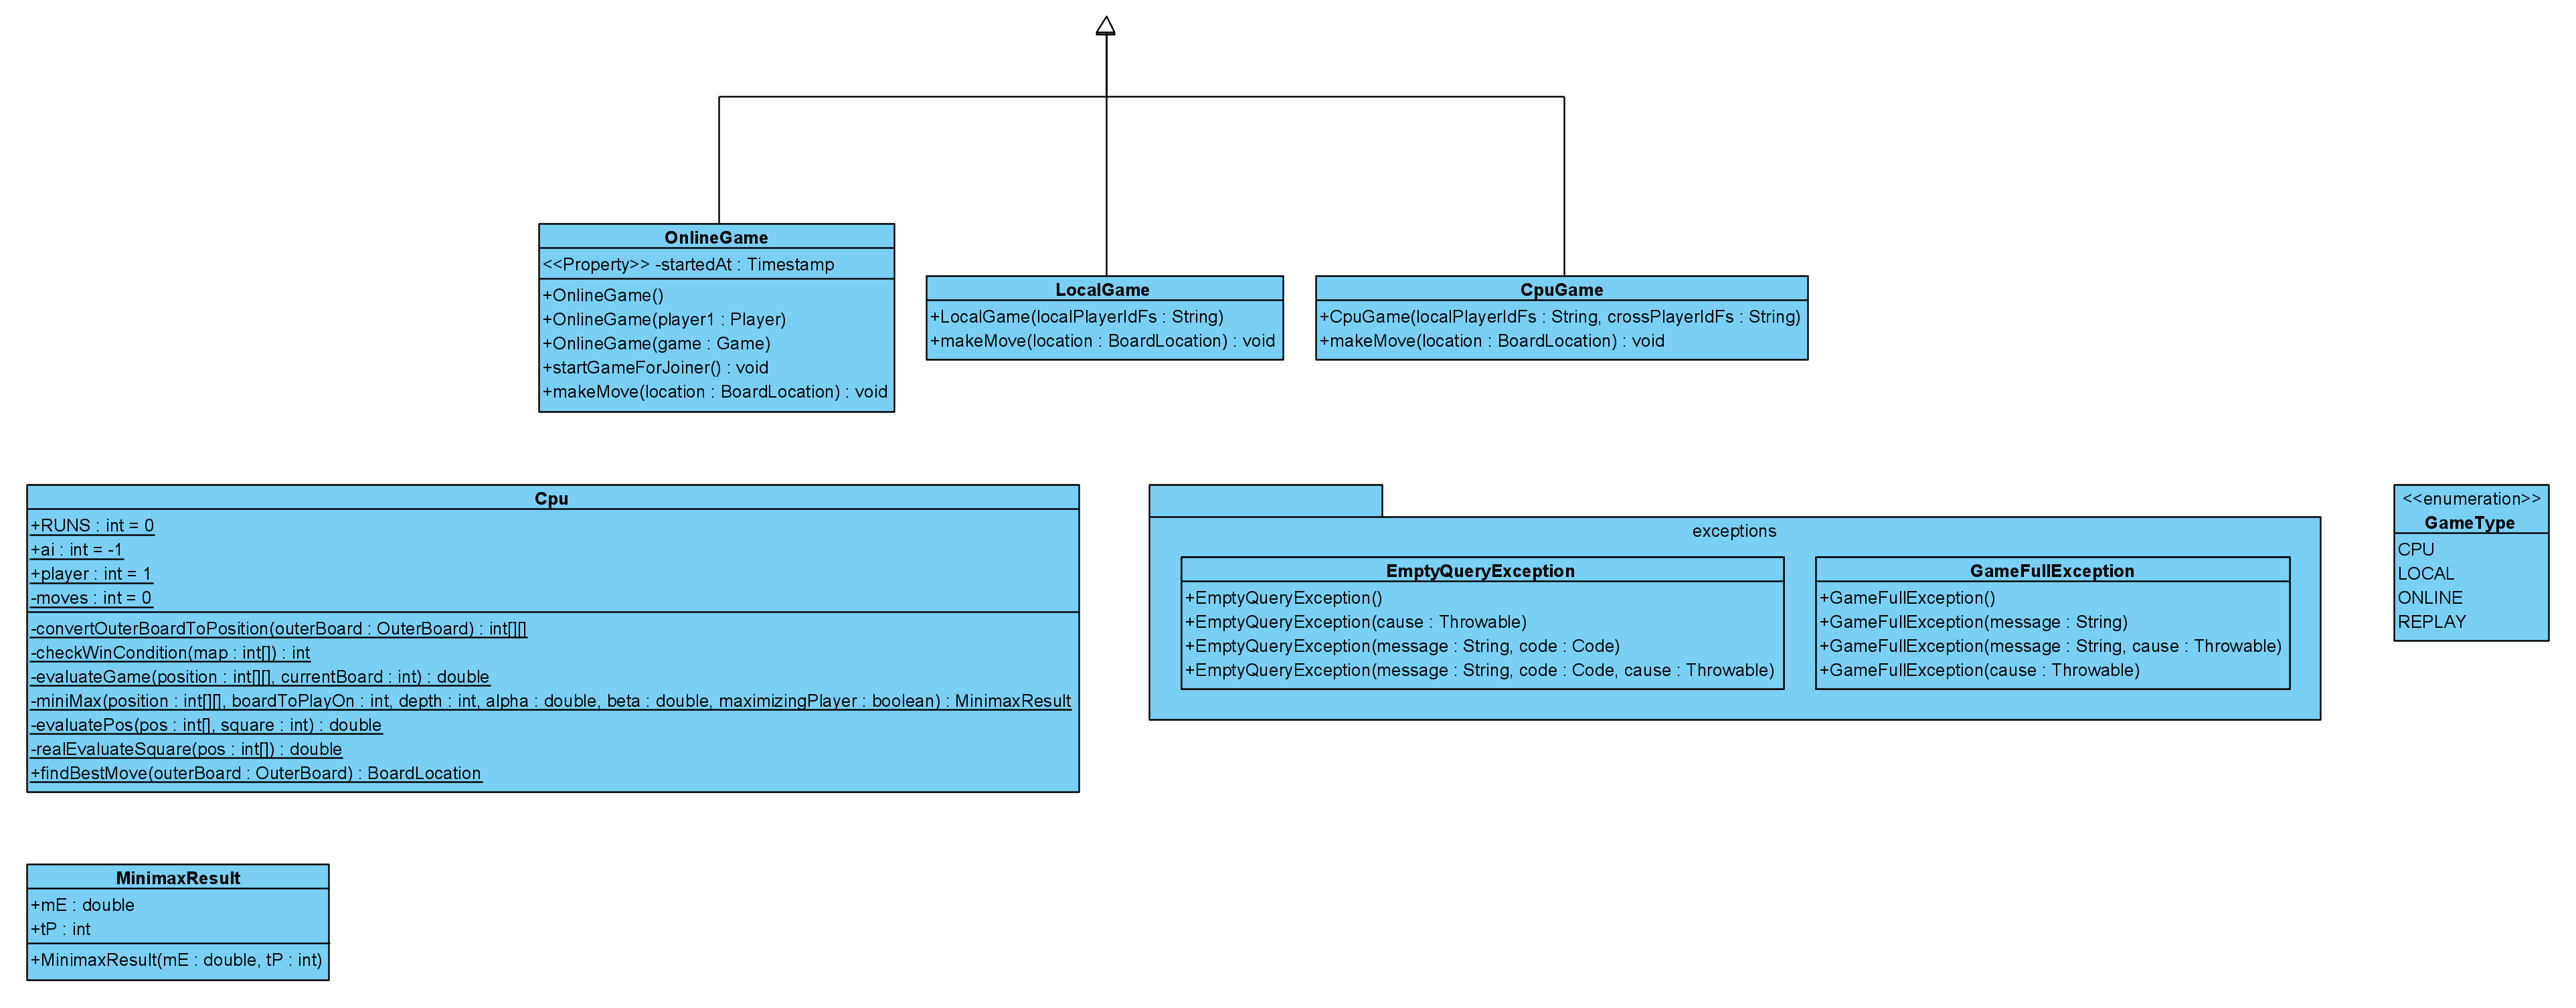 OnlineGame
<<Property>> -startedAt : Timestamp
+OnlineGame()
+OnlineGame(player1 : Player)
+OnlineGame(game : Game)
+startGameForJoiner() : void
+makeMove(location : BoardLocation) : void
LocalGame
+LocalGame(localPlayerIdFs : String)
+makeMove(location : BoardLocation) : void
CpuGame
+CpuGame(localPlayerIdFs : String, crossPlayerIdFs : String)
+makeMove(location : BoardLocation) : void
Cpu
+RUNS : int = 0
+ai : int = -1
+player : int = 1
-moves : int = 0
-convertOuterBoardToPosition(outerBoard : OuterBoard) : int[][]
-checkWinCondition(map : int[]) : int
-evaluateGame(position : int[][], currentBoard : int) : double
-miniMax(position : int[][], boardToPlayOn : int, depth : int, alpha : double, beta : double, maximizingPlayer : boolean) : MinimaxResult
-evaluatePos(pos : int[], square : int) : double
-realEvaluateSquare(pos : int[]) : double
+findBestMove(outerBoard : OuterBoard) : BoardLocation
exceptions
EmptyQueryException
+EmptyQueryException()
+EmptyQueryException(cause : Throwable)
+EmptyQueryException(message : String, code : Code)
+EmptyQueryException(message : String, code : Code, cause : Throwable)
GameFullException
+GameFullException()
+GameFullException(message : String)
+GameFullException(message : String, cause : Throwable)
+GameFullException(cause : Throwable)
<<enumeration>>
GameType
CPU
LOCAL
ONLINE
REPLAY
MinimaxResult
+mE : double
+tP : int
+MinimaxResult(mE : double, tP : int)